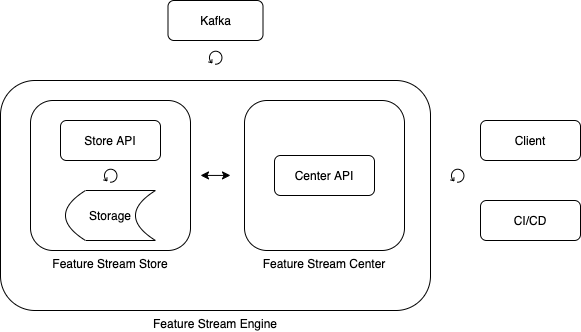 Kafka
Store API
Storage
Feature Stream Store
Center API
Feature Stream Center
Client
CI/CD
Feature Stream Engine